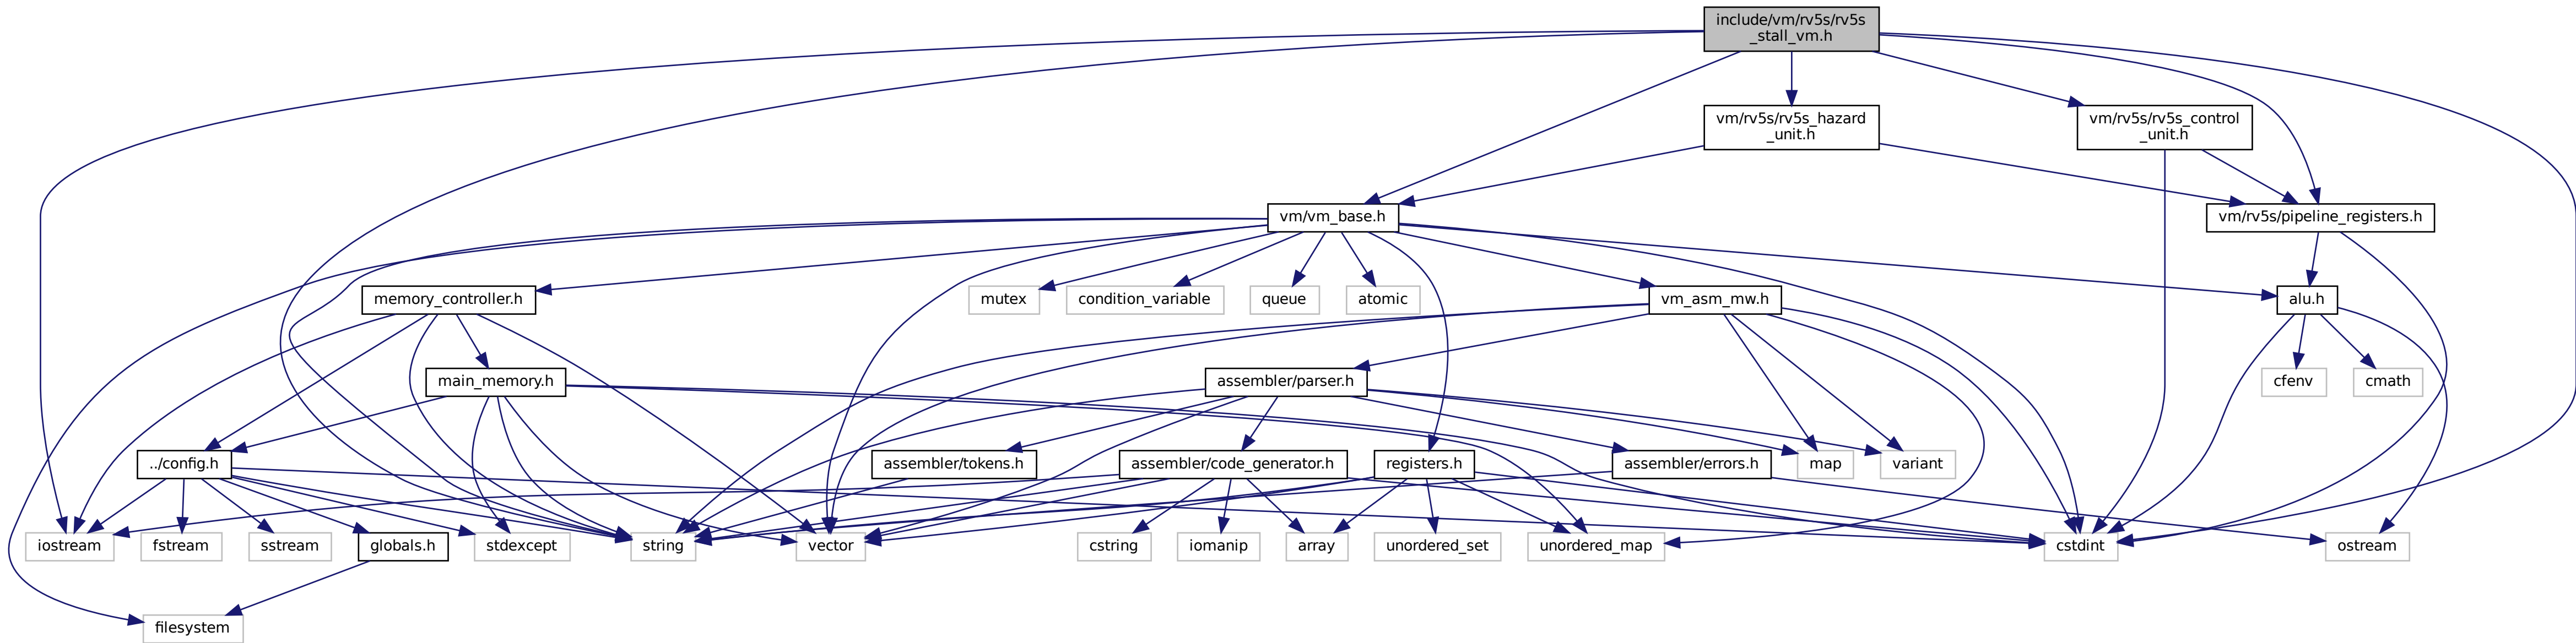 include/vm/rv5s/rv5s
_stall_vm.h
vm/rv5s/rv5s_hazard
_unit.h
vm/rv5s/rv5s_control
_unit.h
vm/vm_base.h
vm/rv5s/pipeline_registers.h
memory_controller.h
mutex
condition_variable
queue
atomic
vm_asm_mw.h
alu.h
main_memory.h
assembler/parser.h
cfenv
cmath
../config.h
assembler/tokens.h
assembler/code_generator.h
registers.h
assembler/errors.h
map
variant
iostream
fstream
sstream
globals.h
stdexcept
string
vector
cstring
iomanip
array
unordered_set
unordered_map
cstdint
ostream
filesystem